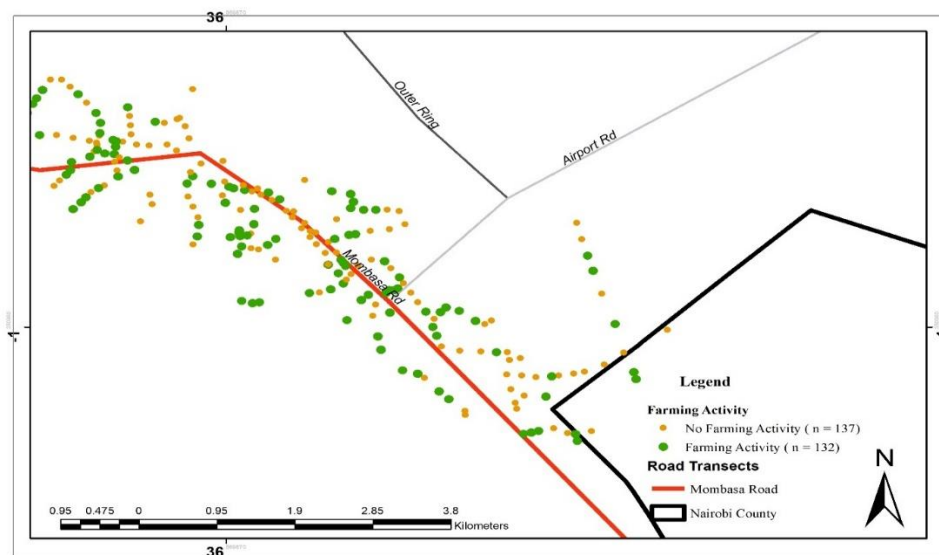 36
Outer Ring
Airport Rd
Mombasa Rd
-1
Legend
Farming Activity
No Farming Activity ( n = 137)
Farming Activity ( n = 132)
Road Transects
Mombasa Road
Nairobi County
N
0.95 0.475 0 0.95 1.9 2.85 3.8
Kilometers
36